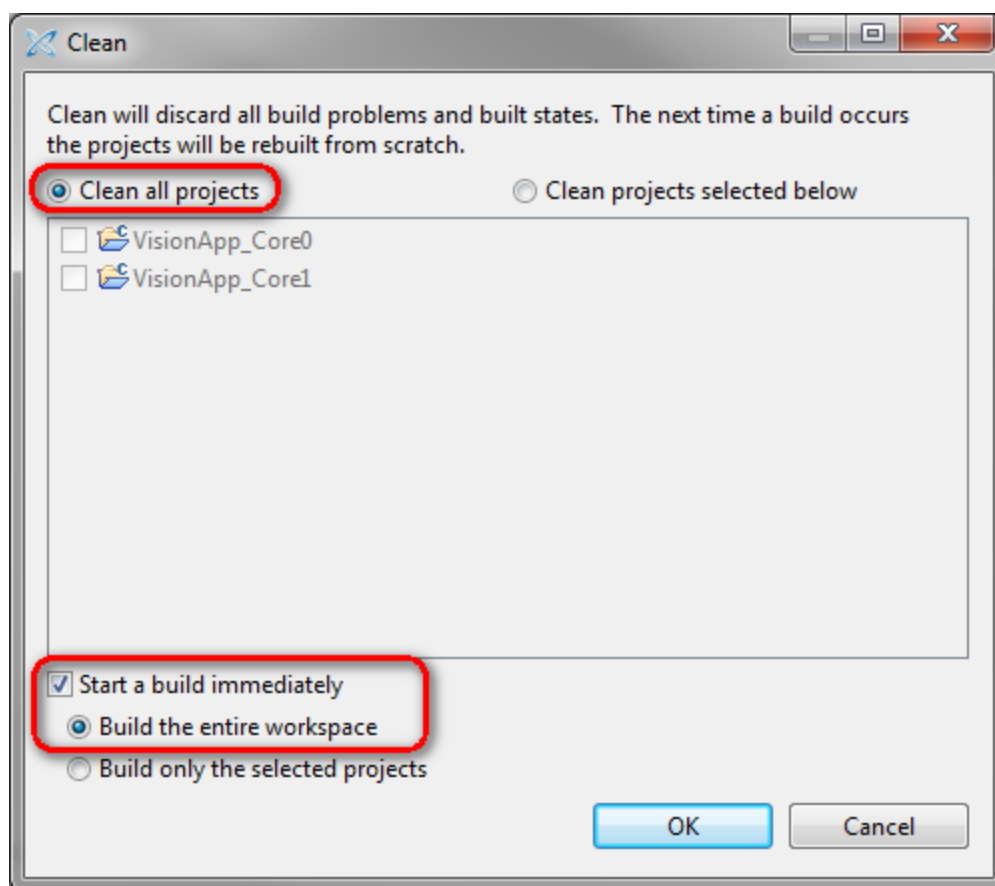 Clean
Clean will discard all build problems and built states.  The next time a build occurs
the projects will be rebuilt from scratch.
Clean all projects
Clean projects selected below
VisionApp_Core0
VisionApp_Core1
Start a build immediately
Build the entire workspace
Build only the selected projects
OK
Cancel